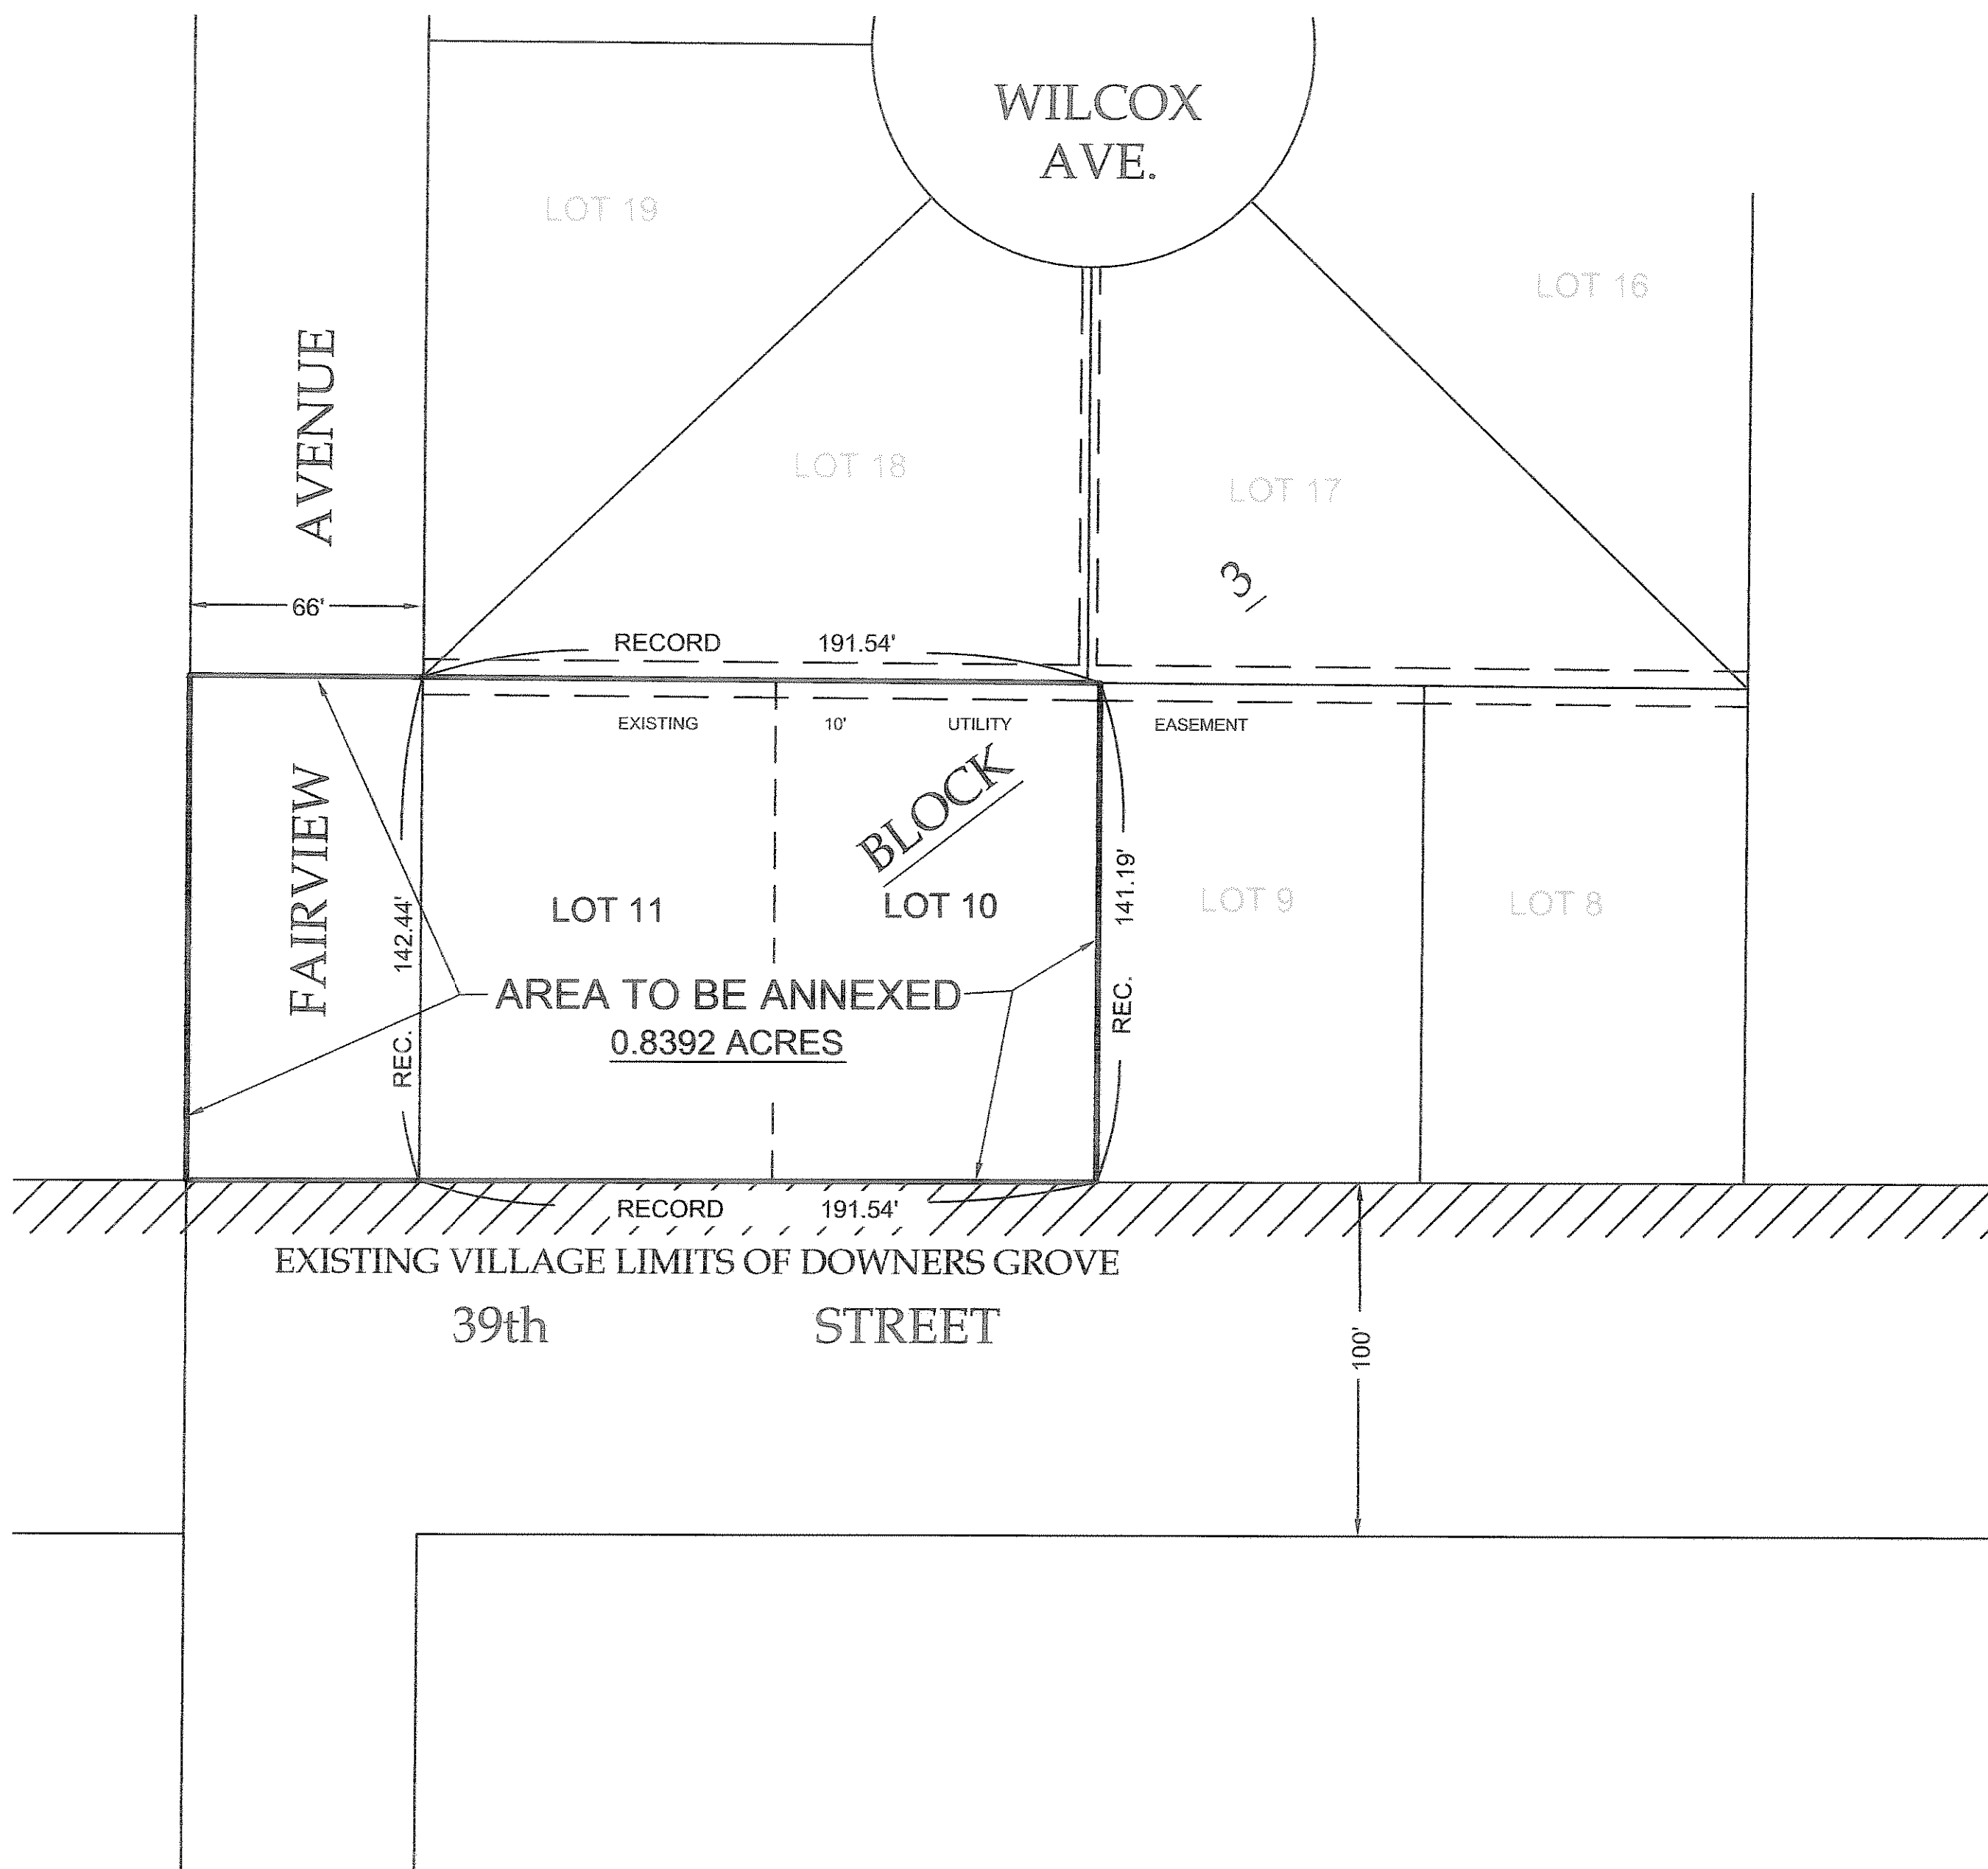 WILCOX
AVE.
LOT 19
LOT 16
AVENUE
LOT 18
LOT 17
3
66'
RECORD 191.54'
EXISTING 10' UTILITY EASEMENT
BLOCK
FAIRVIEW
REC. 142.44'
LOT 11
LOT 10
REC. 141.19'
LOT 9
LOT 8
AREA TO BE ANNEXED
0.8392 ACRES
RECORD 191.54'
EXISTING VILLAGE LIMITS OF DOWNERS GROVE
39th STREET
100'